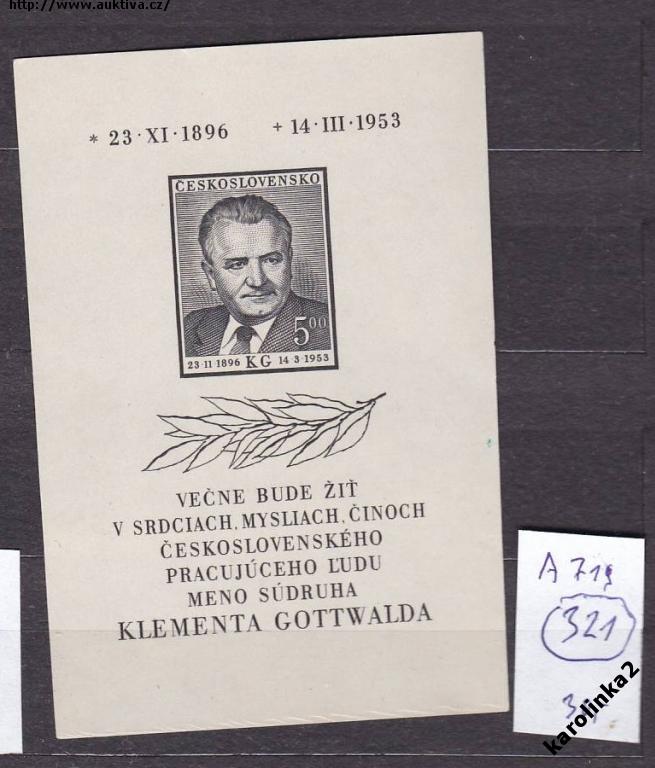 http://www.auktiva.cz/
* 23·XI·1896 + 14·III·1953
ČESKOSLOVENSKO
5 00
23·11·1896 KG 14·3·1953
VEČNE BUDE ŽIŤ
V SRDCIACH, MYSLIACH, ČINOCH
ČESKOSLOVENSKÉHO
PRACUJÚCEHO ĽUDU
MENO SÚDRUHA
KLEMENTA GOTTWALDA
A 719
321
karolinka2